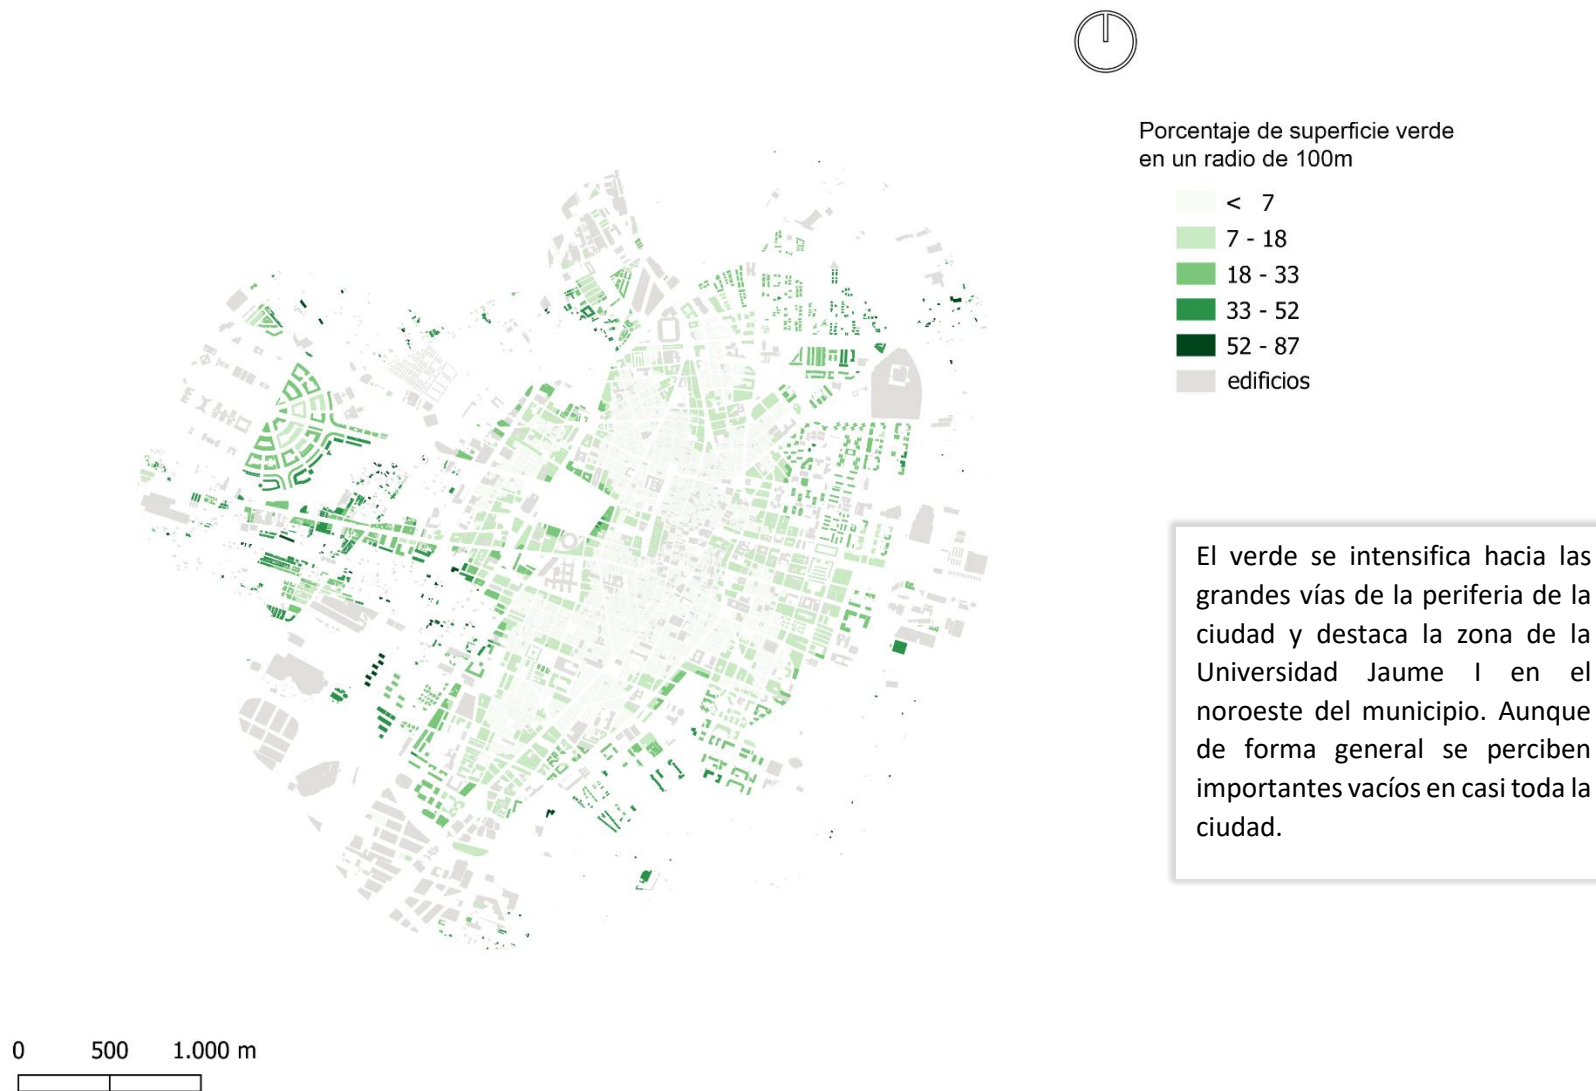 Porcentaje de superficie verde
en un radio de 100m
< 7
7 - 18
18 - 33
33 - 52
52 - 87
edificios
El verde se intensifica hacia las
grandes vías de la periferia de la
ciudad y destaca la zona de la
Universidad Jaume I en el
noroeste del municipio. Aunque
de forma general se perciben
importantes vacíos en casi toda la
ciudad.
0 500 1.000 m